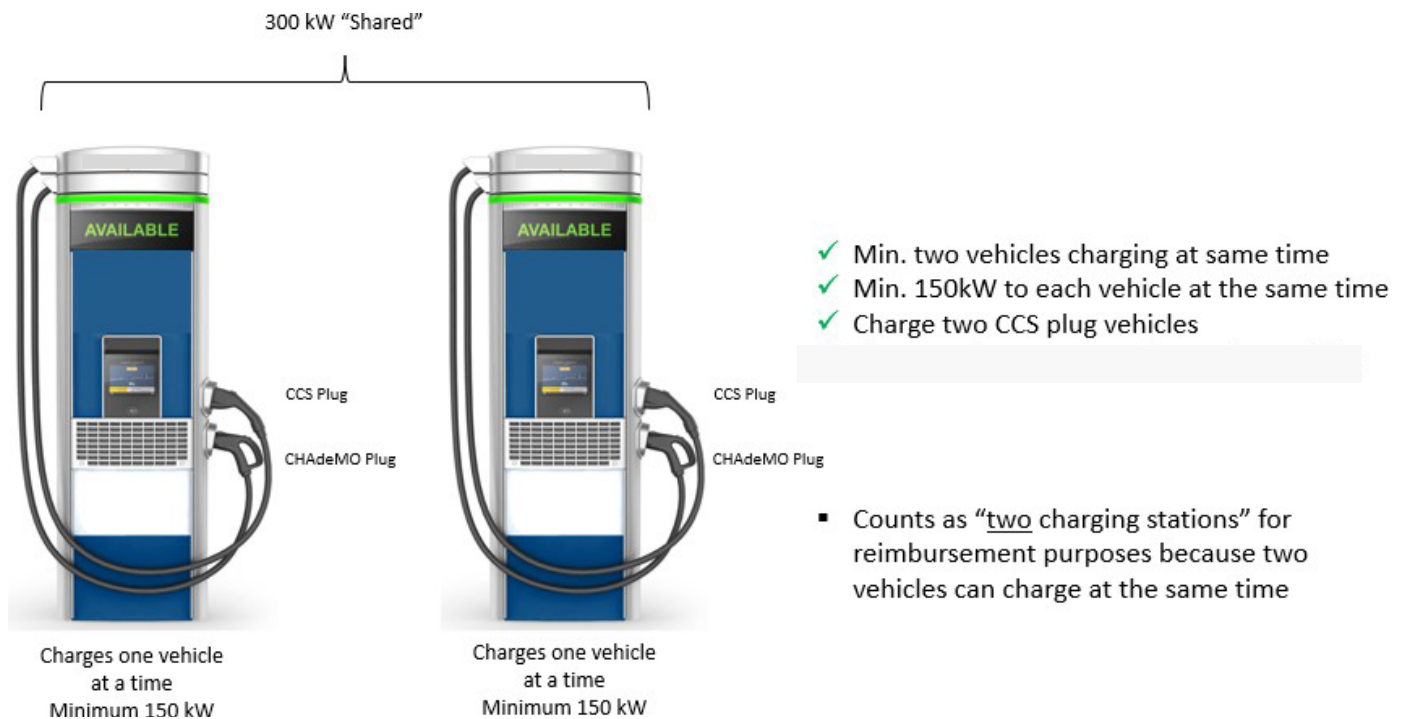 300 kW “Shared”
AVAILABLE
AVAILABLE
CCS Plug
CHAdeMO Plug
CCS Plug
CHAdeMO Plug
Charges one vehicle
at a time
Minimum 150 kW
Charges one vehicle
at a time
Minimum 150 kW
✓ Min. two vehicles charging at same time
✓ Min. 150kW to each vehicle at the same time
✓ Charge two CCS plug vehicles
▪ Counts as “two charging stations” for
reimbursement purposes because two
vehicles can charge at the same time